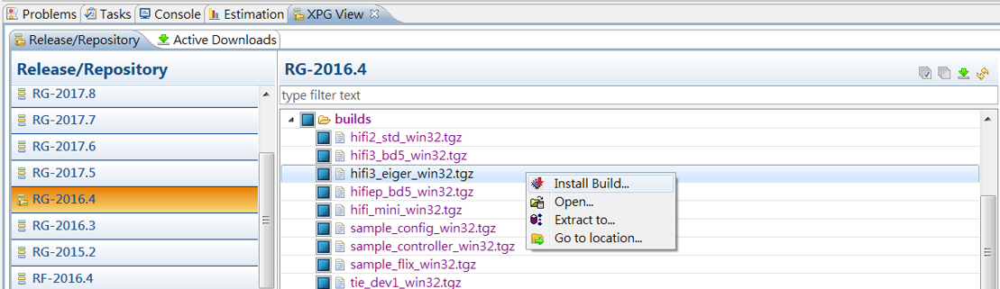 Problems Tasks Console Estimation XPG View
Release/Repository Active Downloads
Release/Repository
RG-2017.8
RG-2017.7
RG-2017.6
RG-2017.5
RG-2016.4
RG-2016.3
RG-2015.2
RF-2016.4
RG-2016.4
type filter text
builds
hifi2_std_win32.tgz
hifi3_bd5_win32.tgz
hifi3_eiger_win32.tgz
hifiep_bd5_win32.tgz
hifi_mini_win32.tgz
sample_config_win32.tgz
sample_controller_win32.tgz
sample_flix_win32.tgz
tie_dev1_win32.tgz
Install Build...
Open...
Extract to...
Go to location...